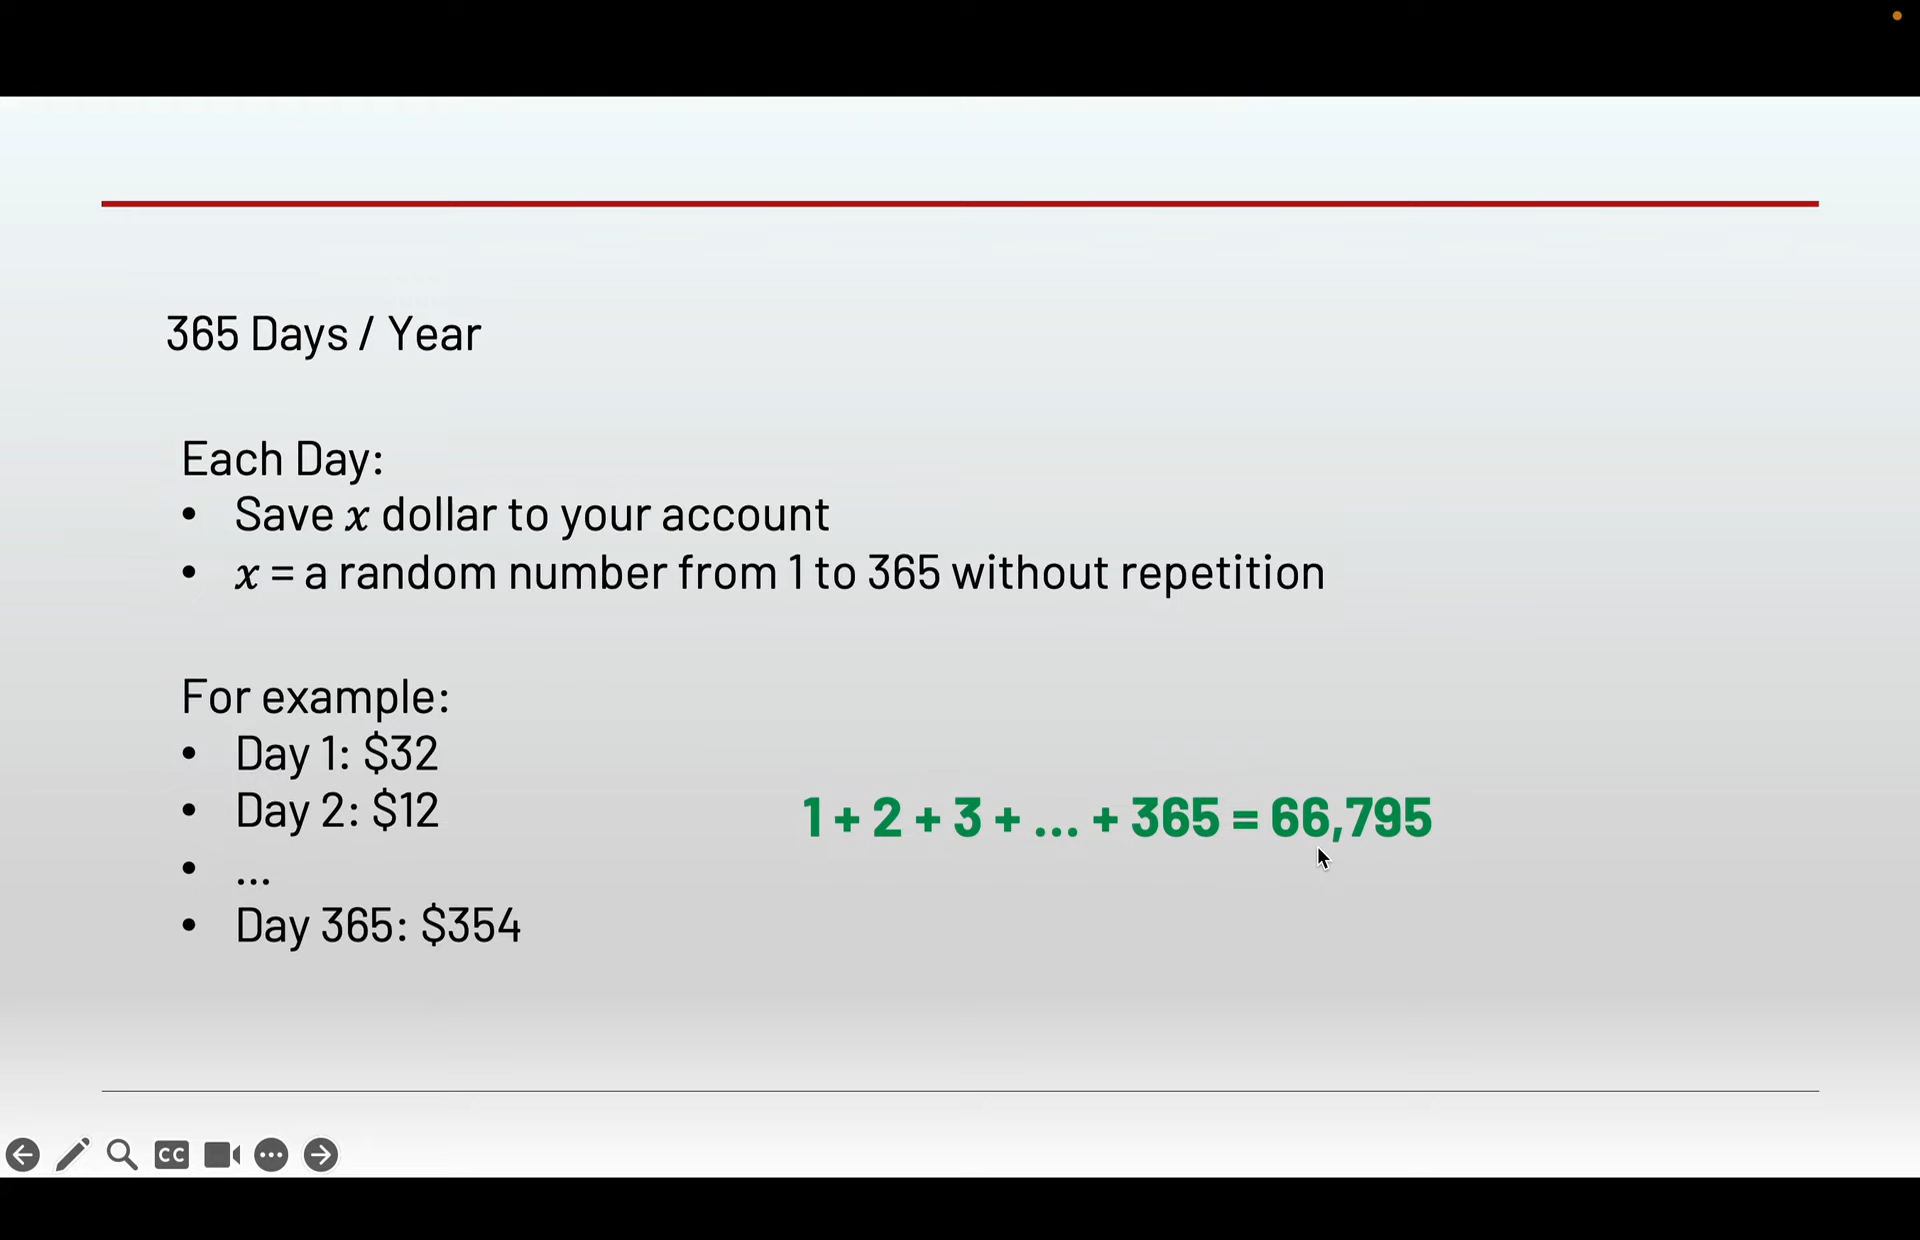 365 Days / Year
Each Day:
• Save x dollar to your account
• x = a random number from 1 to 365 without repetition
For example:
• Day 1: $32
• Day 2: $12
• ...
• Day 365: $354
1 + 2 + 3 + ... + 365 = 66,795
CC